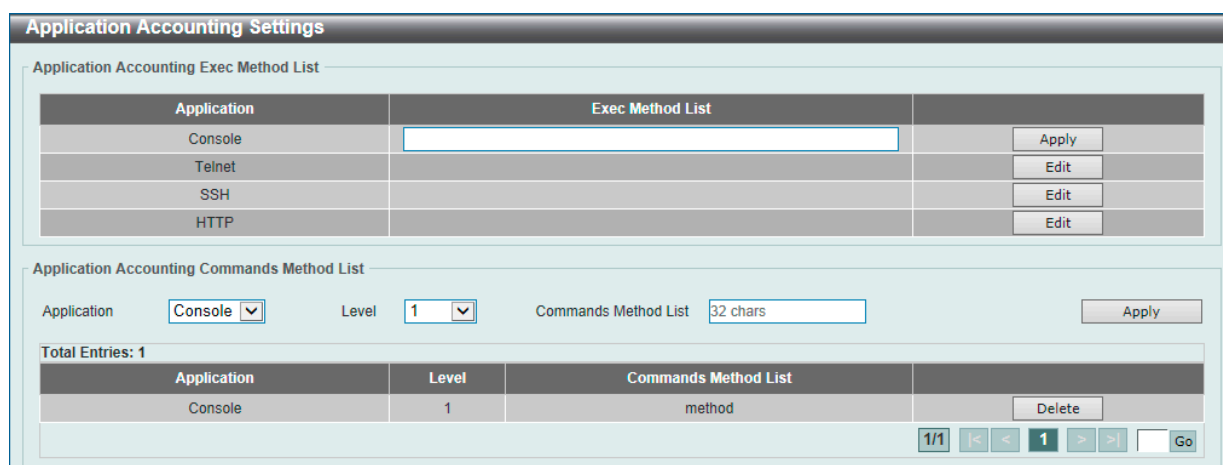 Application Accounting Settings
Application Accounting Exec Method List
Application Exec Method List
Console Apply
Telnet Edit
SSH Edit
HTTP Edit
Application Accounting Commands Method List
Application Console Level 1 Commands Method List 32 chars Apply
Total Entries: 1
Application Level Commands Method List
Console 1 method Delete
1/1 |< < 1 > >| Go